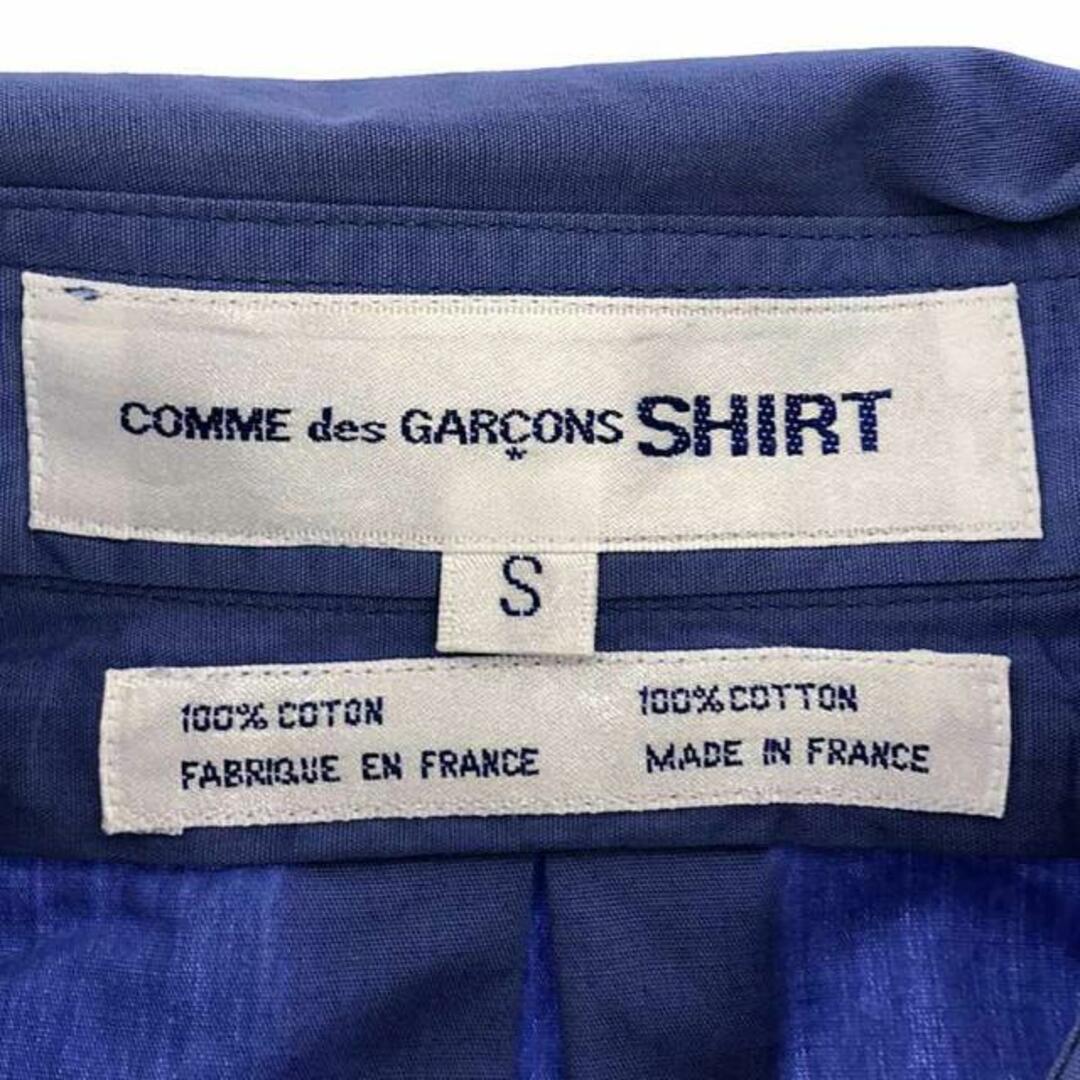 COMME des GARÇONS SHIRT
*
S
100% COTON
FABRIQUE EN FRANCE
100% COTTON
MADE IN FRANCE